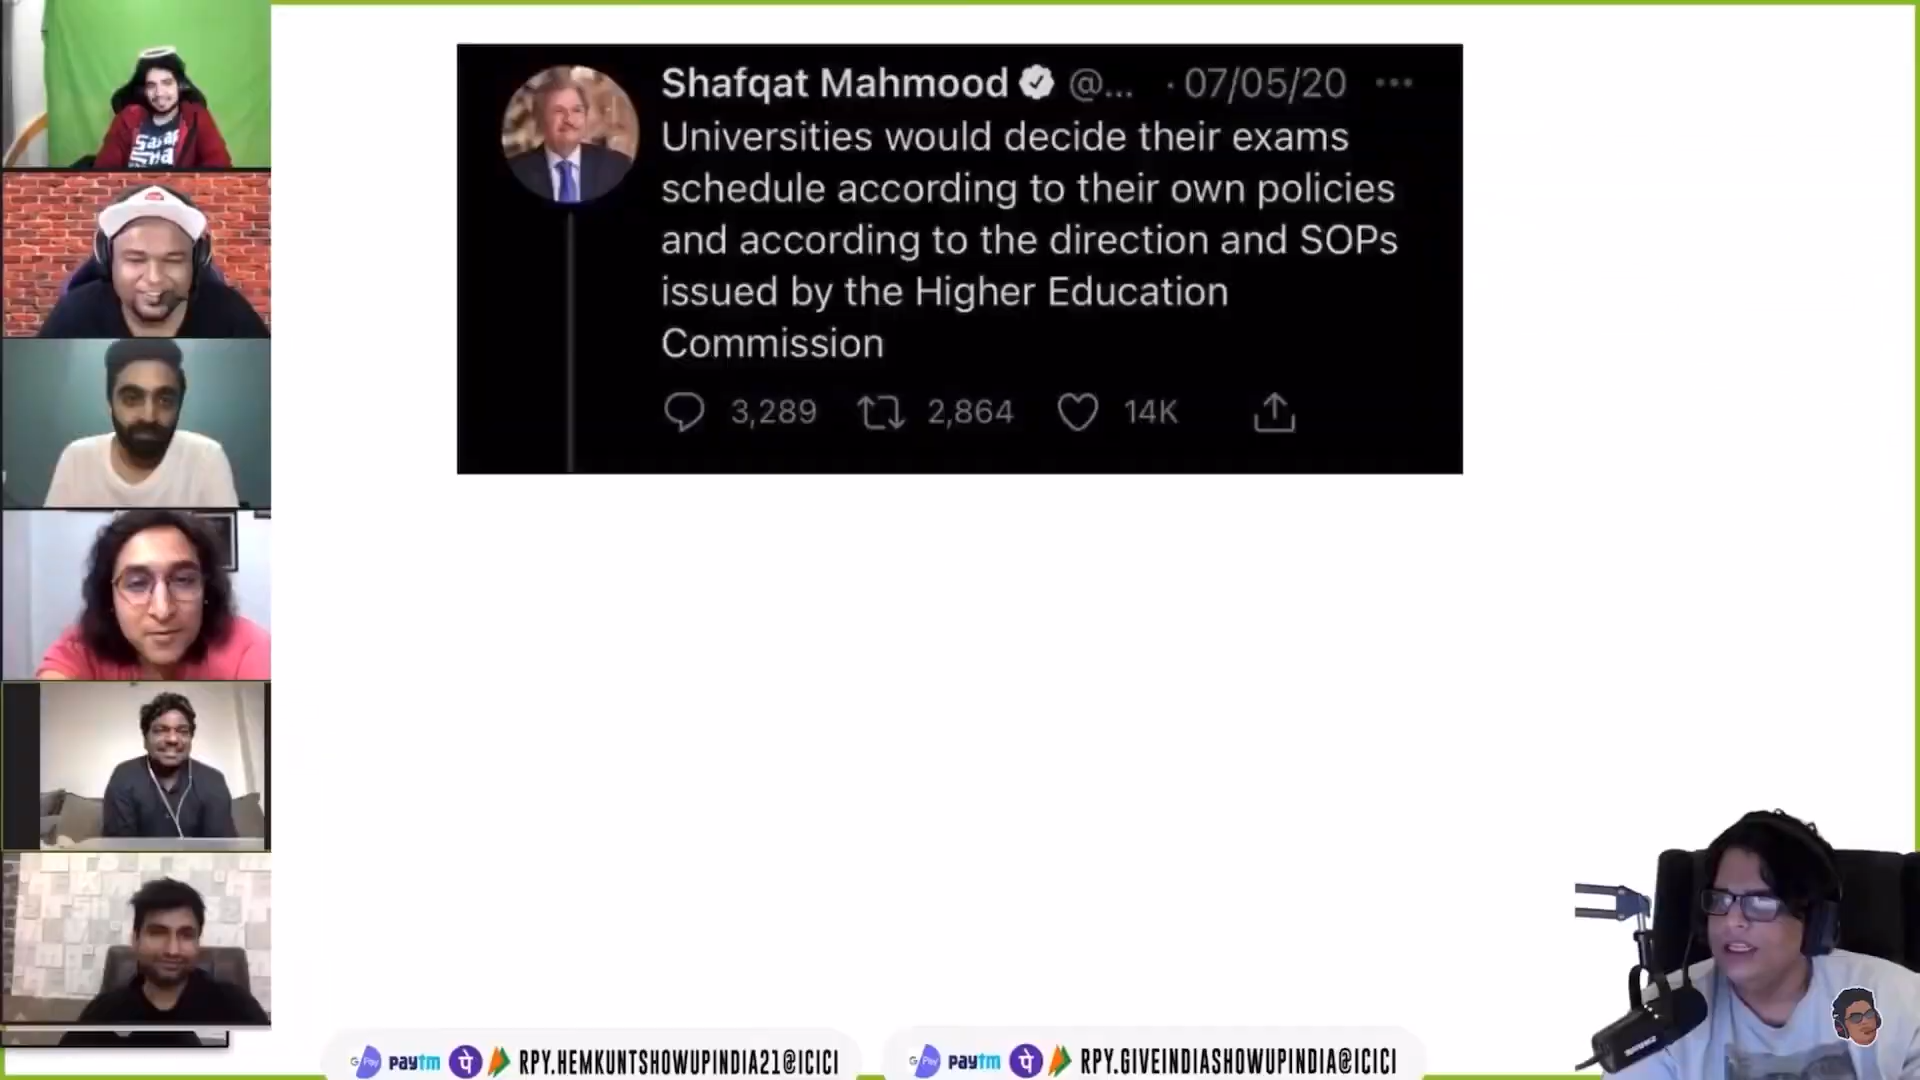 Shafqat Mahmood @... · 07/05/20 ···
Universities would decide their exams
schedule according to their own policies
and according to the direction and SOPs
issued by the Higher Education
Commission
3,289 2,864 14K
G Pay paytm पे RPY.HEMKUNTSHOWUPINDIA21@ICICI
G Pay paytm पे RPY.GIVEINDIASHOWUPINDIA@ICICI